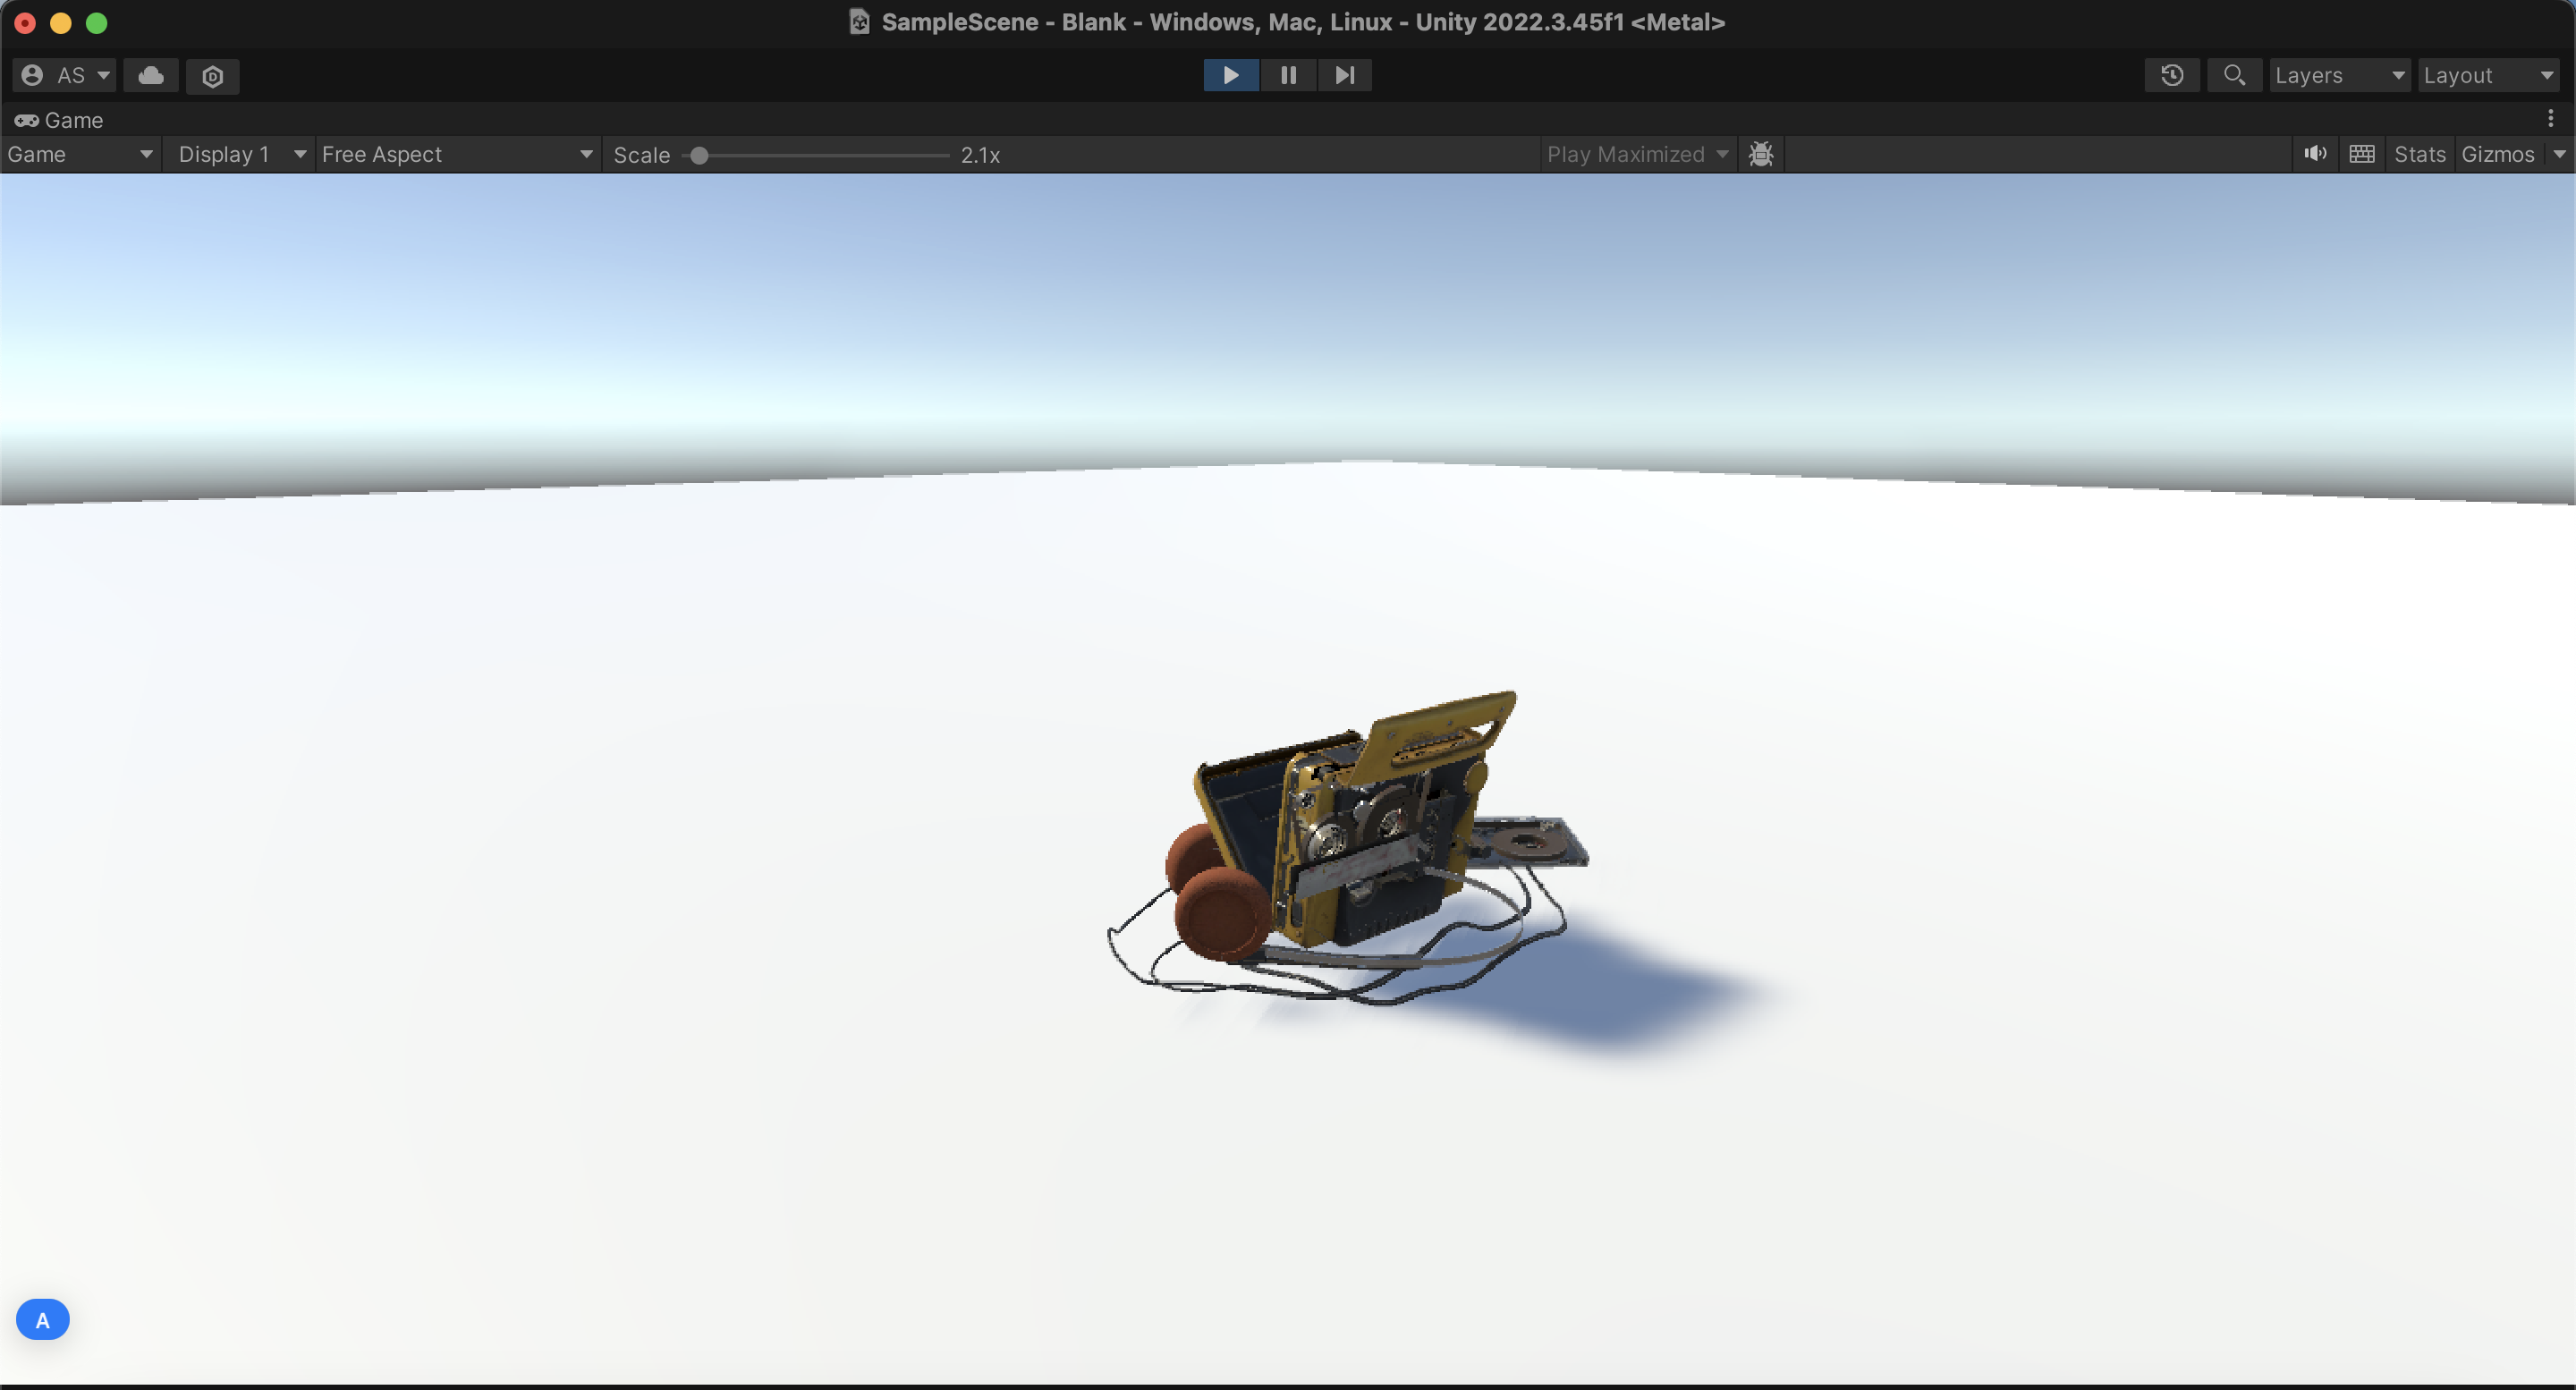 SampleScene - Blank - Windows, Mac, Linux - Unity 2022.3.45f1 <Metal>
AS
Layers
Layout
Game
Game
Display 1
Free Aspect
Scale
2.1x
Play Maximized
Stats
Gizmos
A